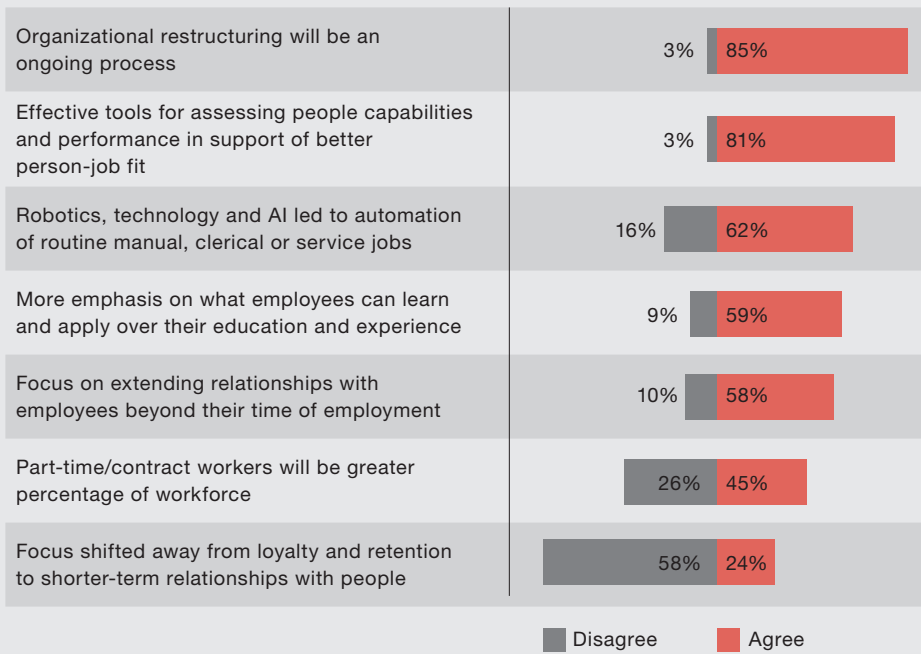 Organizational restructuring will be an
ongoing process
3% 85%
Effective tools for assessing people capabilities
and performance in support of better
person-job fit
3% 81%
Robotics, technology and AI led to automation
of routine manual, clerical or service jobs
16% 62%
More emphasis on what employees can learn
and apply over their education and experience
9% 59%
Focus on extending relationships with
employees beyond their time of employment
10% 58%
Part-time/contract workers will be greater
percentage of workforce
26% 45%
Focus shifted away from loyalty and retention
to shorter-term relationships with people
58% 24%
Disagree Agree